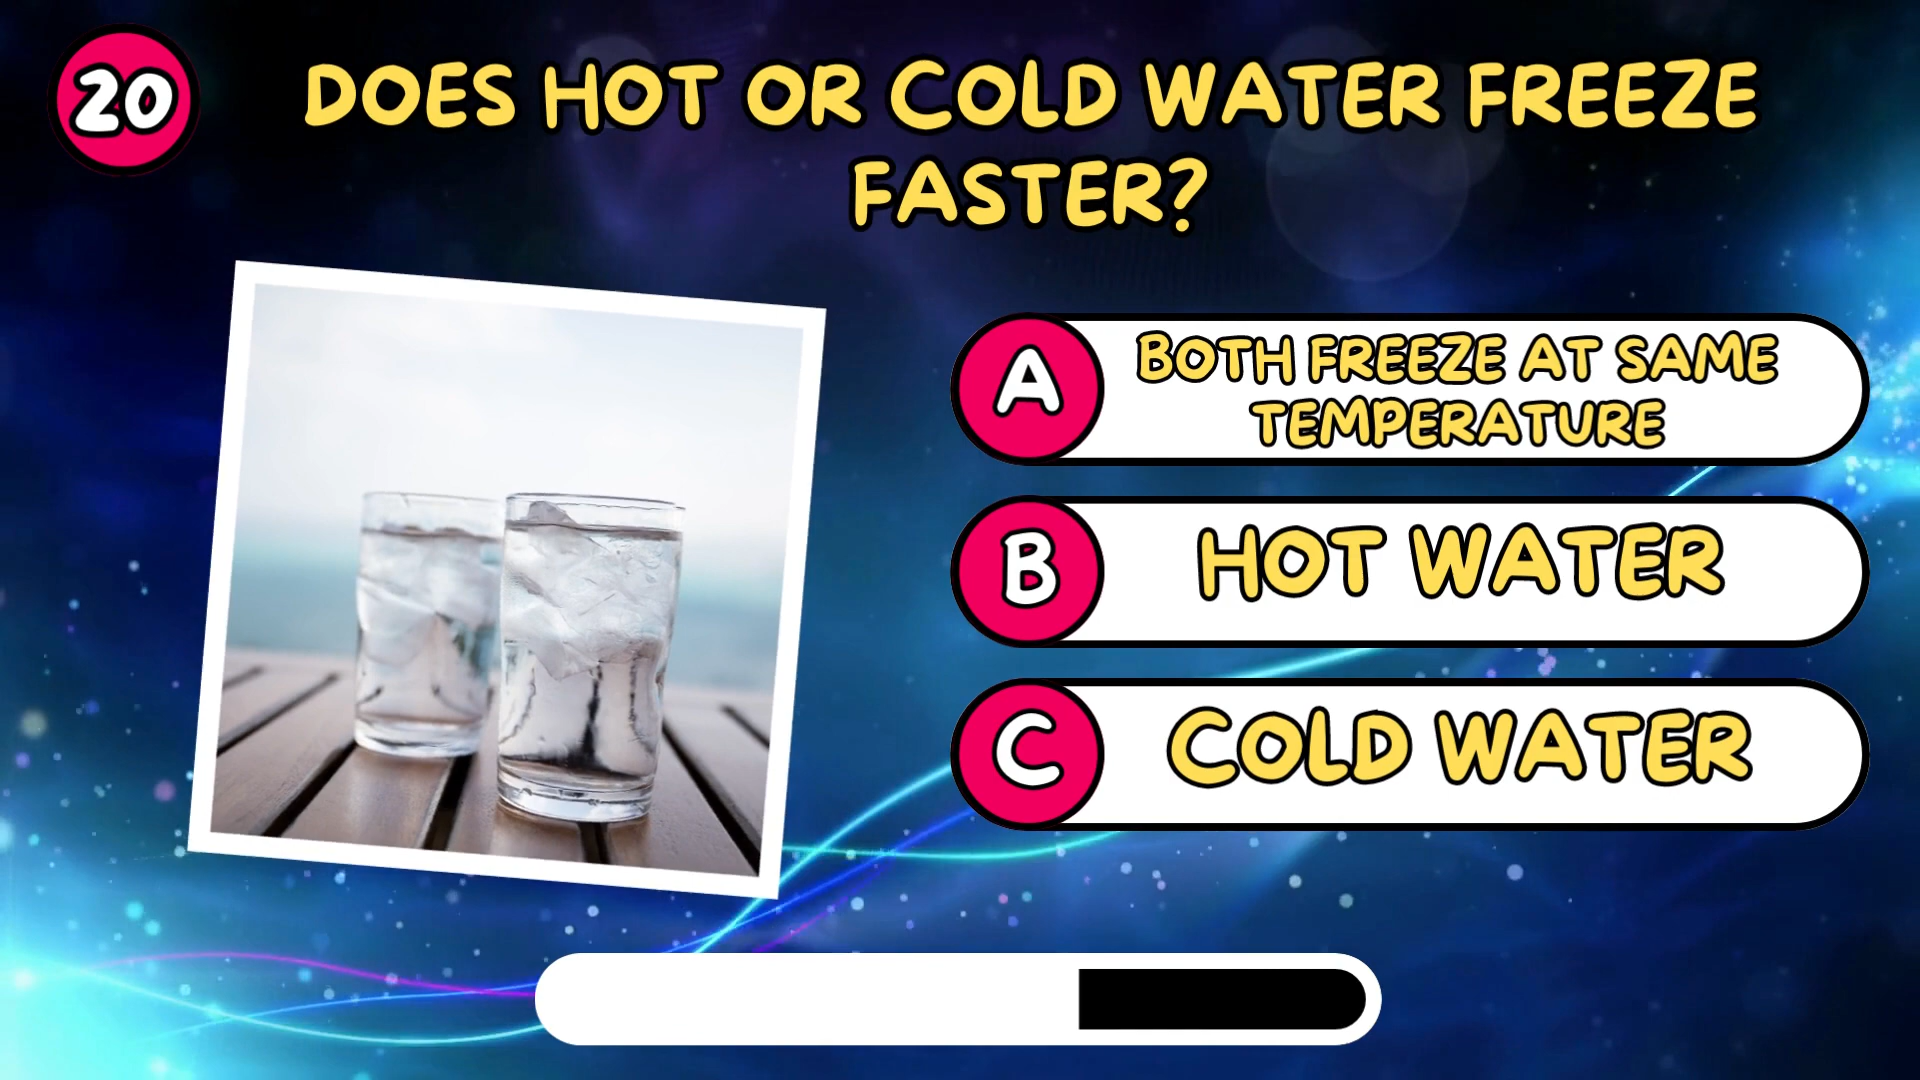 20
DOES HOT OR COLD WATER FREEZE
FASTER?
A
BOTH FREEZE AT SAME
TEMPERATURE
B
HOT WATER
C
COLD WATER